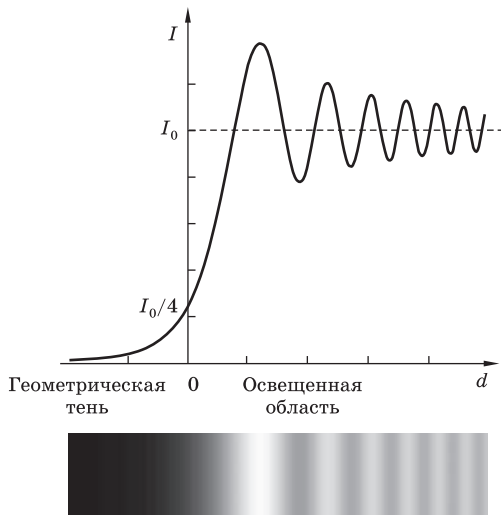 I
I₀
I₀/4
Геометрическая 0 Освещенная d
тень область